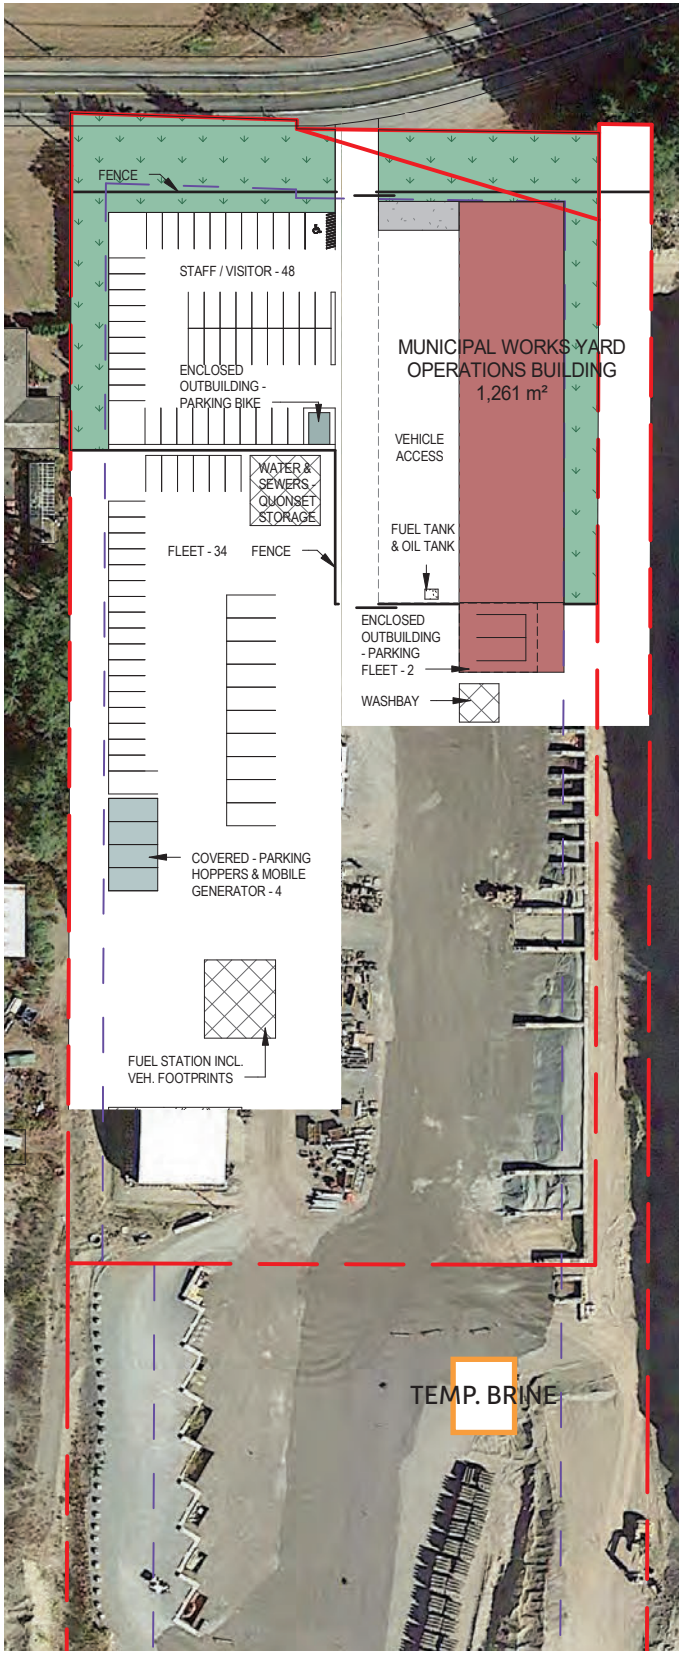 FENCE
STAFF / VISITOR - 48
MUNICIPAL WORKS YARD
OPERATIONS BUILDING
1,261 m²
ENCLOSED
OUTBUILDING -
PARKING BIKE
VEHICLE
ACCESS
WATER &
SEWERS -
QUONSET
STORAGE
FLEET - 34
FENCE
FUEL TANK
& OIL TANK
ENCLOSED
OUTBUILDING
- PARKING
FLEET - 2
WASHBAY
COVERED - PARKING
HOPPERS & MOBILE
GENERATOR - 4
FUEL STATION INCL.
VEH. FOOTPRINTS
TEMP. BRINE